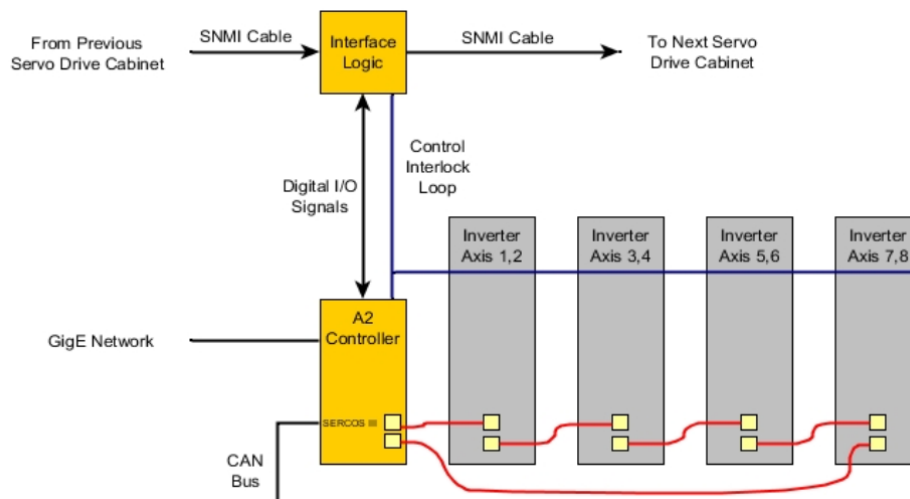 From Previous
Servo Drive Cabinet
SNMI Cable
Interface
Logic
SNMI Cable
To Next Servo
Drive Cabinet
Digital I/O
Signals
Control
Interlock
Loop
Inverter
Axis 1,2
Inverter
Axis 3,4
Inverter
Axis 5,6
Inverter
Axis 7,8
GigE Network
A2
Controller
SERCOS III
CAN
Bus